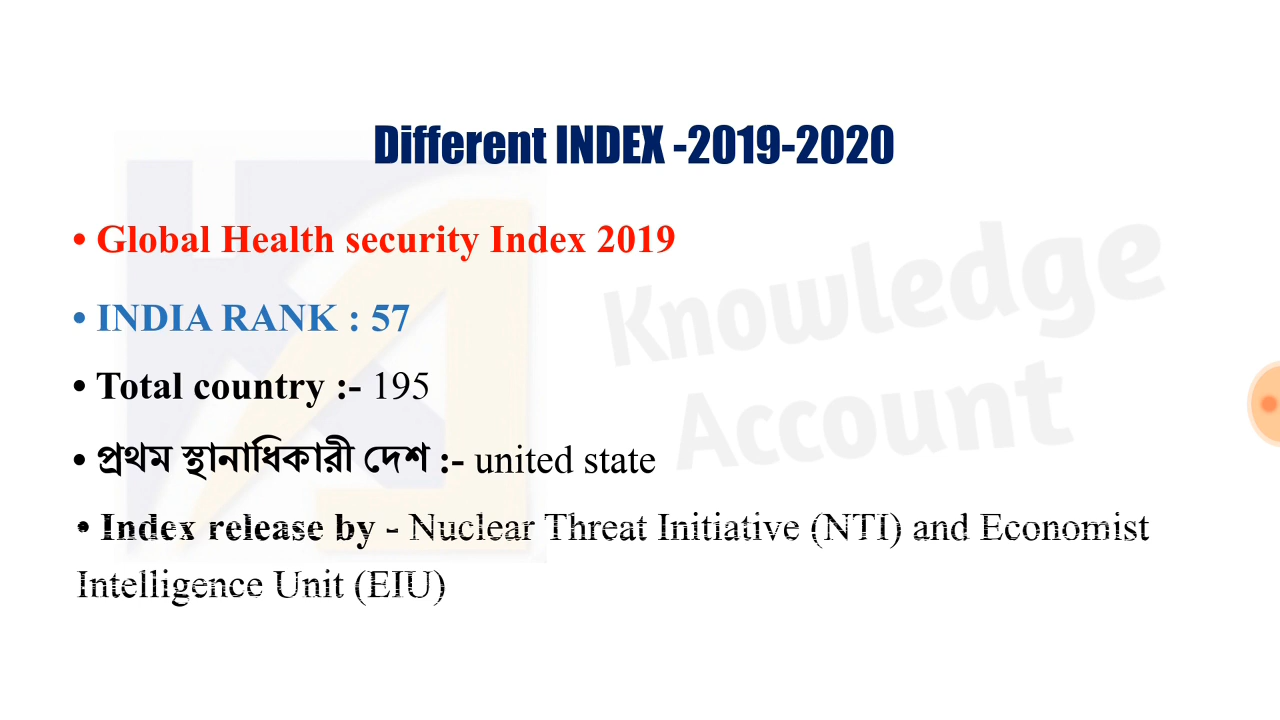 Different INDEX -2019-2020
• Global Health security Index 2019
• INDIA RANK : 57
• Total country :- 195
• প্রথম স্থানাধিকারী দেশ :- united state
• Index release by - Nuclear Threat Initiative (NTI) and Economist
Intelligence Unit (EIU)
Knowledge
Account